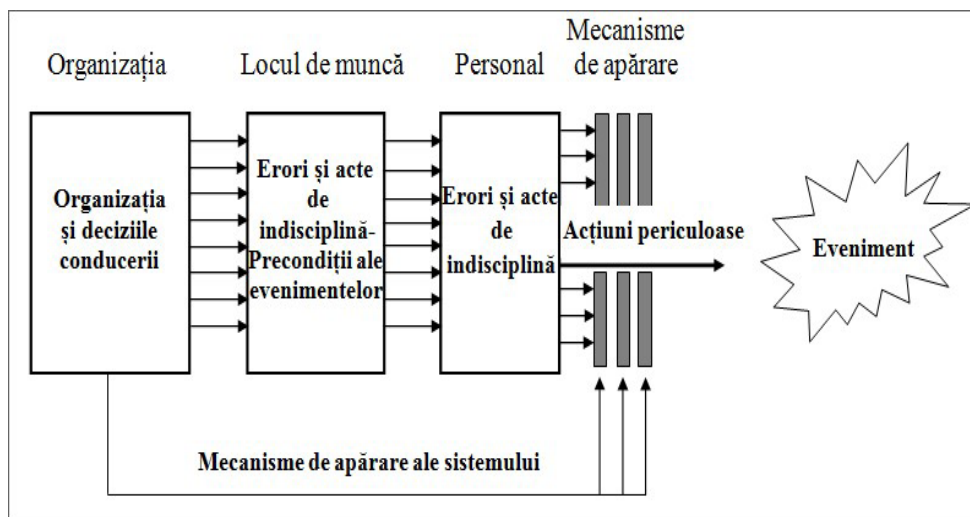 Organizația
Locul de muncă
Personal
Mecanisme
de apărare
Organizația
și deciziile
conducerii
Erori și acte
de
indisciplină-
Precondiții ale
evenimentelor
Erori și acte
de
indisciplină
Acțiuni periculoase
Eveniment
Mecanisme de apărare ale sistemului